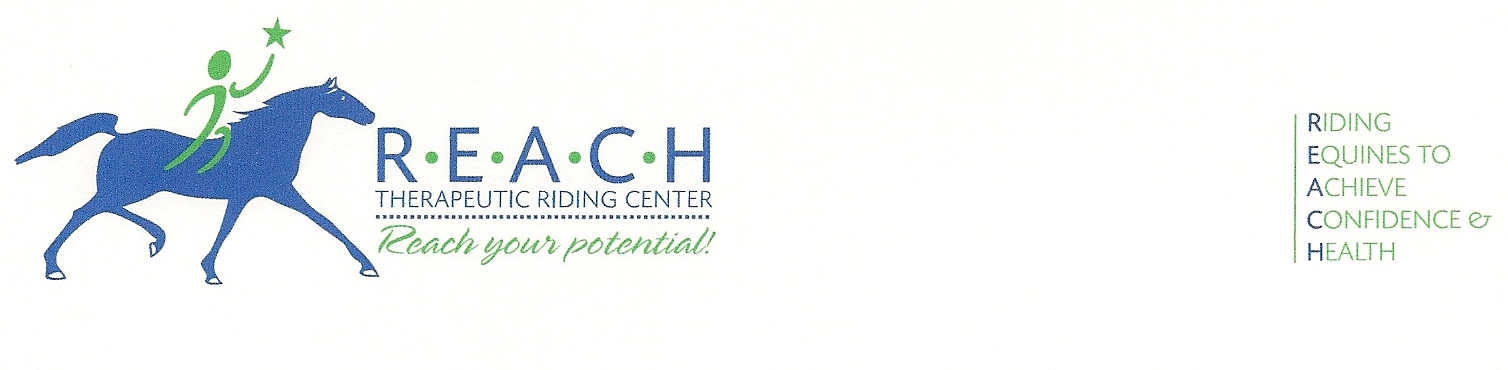 R·E·A·C·H
THERAPEUTIC RIDING CENTER
Reach your potential!
RIDING
EQUINES TO
ACHIEVE
CONFIDENCE &
HEALTH